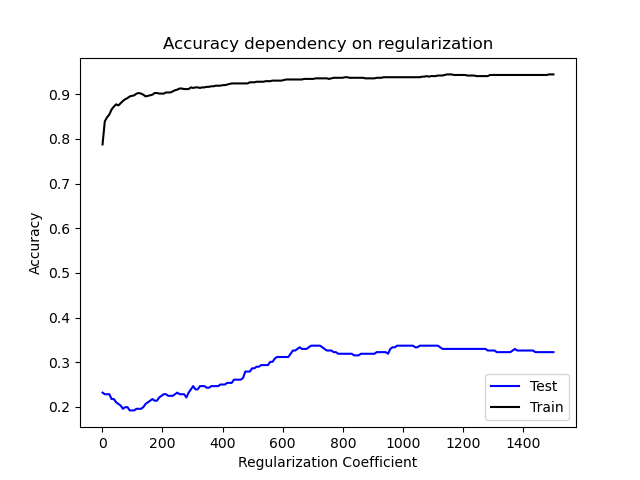 Accuracy dependency on regularization
Accuracy
0.9
0.8
0.7
0.6
0.5
0.4
0.3
0.2
Test
Train
0 200 400 600 800 1000 1200 1400
Regularization Coefficient